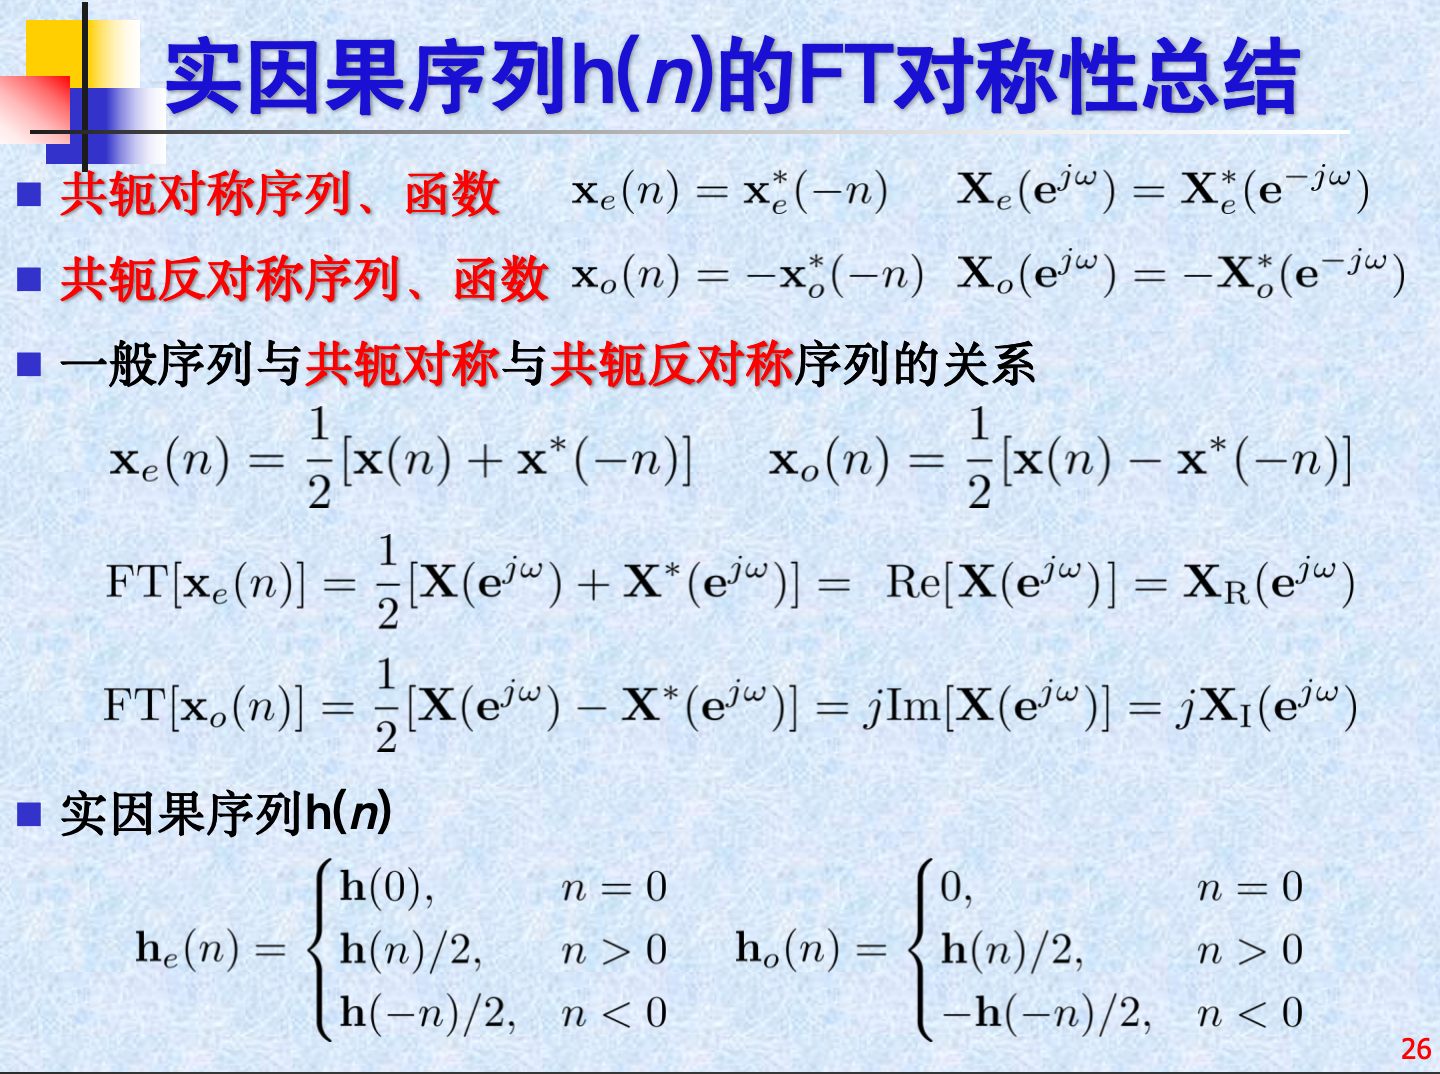 实因果序列h(n)的FT对称性总结
共轭对称序列、函数 $\mathbf{x}_e(n) = \mathbf{x}_e^*(-n)$ $\mathbf{X}_e(\mathbf{e}^{j\omega}) = \mathbf{X}_e^*(\mathbf{e}^{-j\omega})$
共轭反对称序列、函数 $\mathbf{x}_o(n) = -\mathbf{x}_o^*(-n)$ $\mathbf{X}_o(\mathbf{e}^{j\omega}) = -\mathbf{X}_o^*(\mathbf{e}^{-j\omega})$
一般序列与共轭对称与共轭反对称序列的关系
$\mathbf{x}_e(n) = \frac{1}{2}[\mathbf{x}(n) + \mathbf{x}^*(-n)]$ $\mathbf{x}_o(n) = \frac{1}{2}[\mathbf{x}(n) - \mathbf{x}^*(-n)]$
$\mathrm{FT}[\mathbf{x}_e(n)] = \frac{1}{2}[\mathbf{X}(\mathbf{e}^{j\omega}) + \mathbf{X}^*(\mathbf{e}^{j\omega})] = \mathrm{Re}[\mathbf{X}(\mathbf{e}^{j\omega})] = \mathbf{X}_{\mathrm{R}}(\mathbf{e}^{j\omega})$
$\mathrm{FT}[\mathbf{x}_o(n)] = \frac{1}{2}[\mathbf{X}(\mathbf{e}^{j\omega}) - \mathbf{X}^*(\mathbf{e}^{j\omega})] = j\mathrm{Im}[\mathbf{X}(\mathbf{e}^{j\omega})] = j\mathbf{X}_{\mathrm{I}}(\mathbf{e}^{j\omega})$
实因果序列h(n)
$\mathbf{h}_e(n) = \begin{cases} \mathbf{h}(0), & n = 0 \\ \mathbf{h}(n)/2, & n > 0 \\ \mathbf{h}(-n)/2, & n < 0 \end{cases}$ $\mathbf{h}_o(n) = \begin{cases} 0, & n = 0 \\ \mathbf{h}(n)/2, & n > 0 \\ -\mathbf{h}(-n)/2, & n < 0 \end{cases}$
26